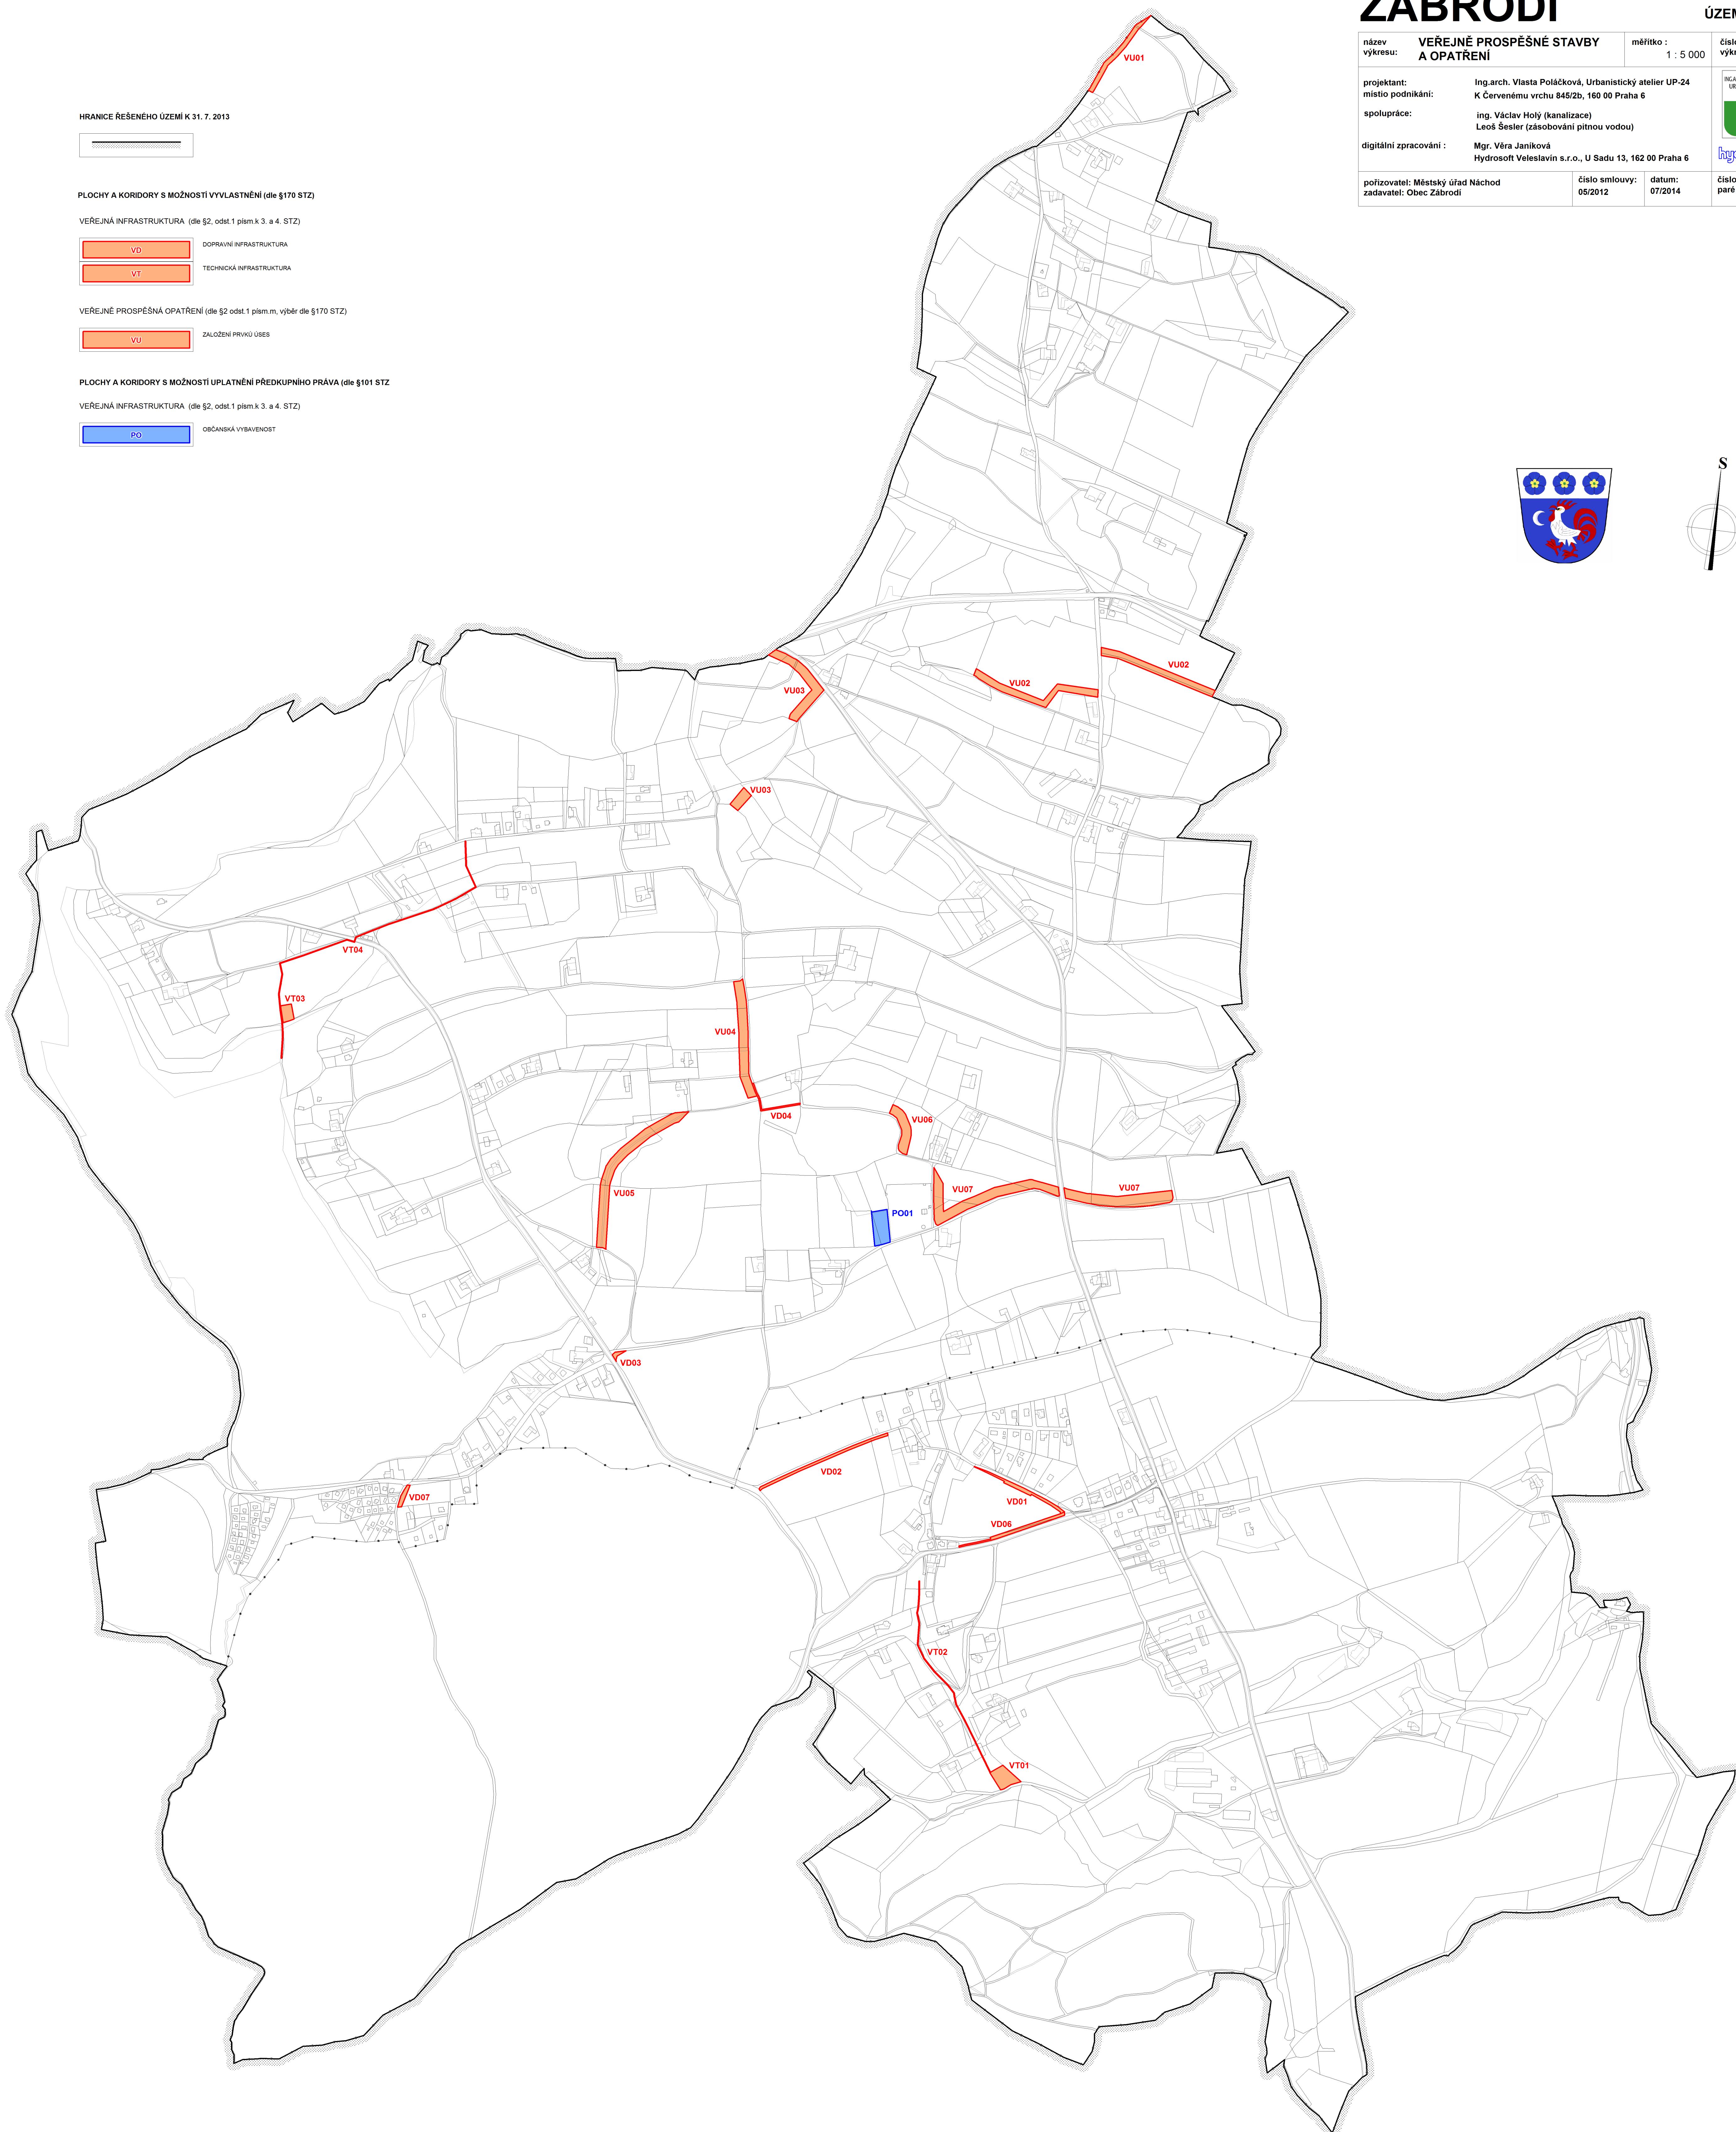 ZÁBRODÍ
název výkresu:
VEŘEJNĚ PROSPĚŠNÉ STAVBY
A OPATŘENÍ
měřítko :
1 : 5 000
projektant:
Ing.arch. Vlasta Poláčková, Urbanistický atelier UP-24
místio podnikání:
K Červenému vrchu 845/2b, 160 00 Praha 6
spolupráce:
ing. Václav Holý (kanalizace)
Leoš Šesler (zásobování pitnou vodou)
digitální zpracování :
Mgr. Věra Janíková
Hydrosoft Veleslavín s.r.o., U Sadu 13, 162 00 Praha 6
pořizovatel: Městský úřad Náchod
zadavatel: Obec Zábrodí
číslo smlouvy:
05/2012
datum:
07/2014
paré
HRANICE ŘEŠENÉHO ÚZEMÍ K 31. 7. 2013
PLOCHY A KORIDORY S MOŽNOSTÍ VYVLASTNĚNÍ (dle §170 STZ)
VEŘEJNÁ INFRASTRUKTURA (dle §2, odst.1 písm.k 3. a 4. STZ)
VD
DOPRAVNÍ INFRASTRUKTURA
VT
TECHNICKÁ INFRASTRUKTURA
VEŘEJNĚ PROSPĚŠNÁ OPATŘENÍ (dle §2 odst.1 písm.m, výběr dle §170 STZ)
VU
ZALOŽENÍ PRVKŮ ÚSES
PLOCHY A KORIDORY S MOŽNOSTÍ UPLATNĚNÍ PŘEDKUPNÍHO PRÁVA (dle §101 STZ
VEŘEJNÁ INFRASTRUKTURA (dle §2, odst.1 písm.k 3. a 4. STZ)
PO
OBČANSKÁ VYBAVENOST
S
VU01
VU02
VU02
VU03
VU03
VT04
VT03
VU04
VD04
VU06
VU05
VU07
VU07
PO01
VD03
VD02
VD07
VD01
VD06
VT02
VT01